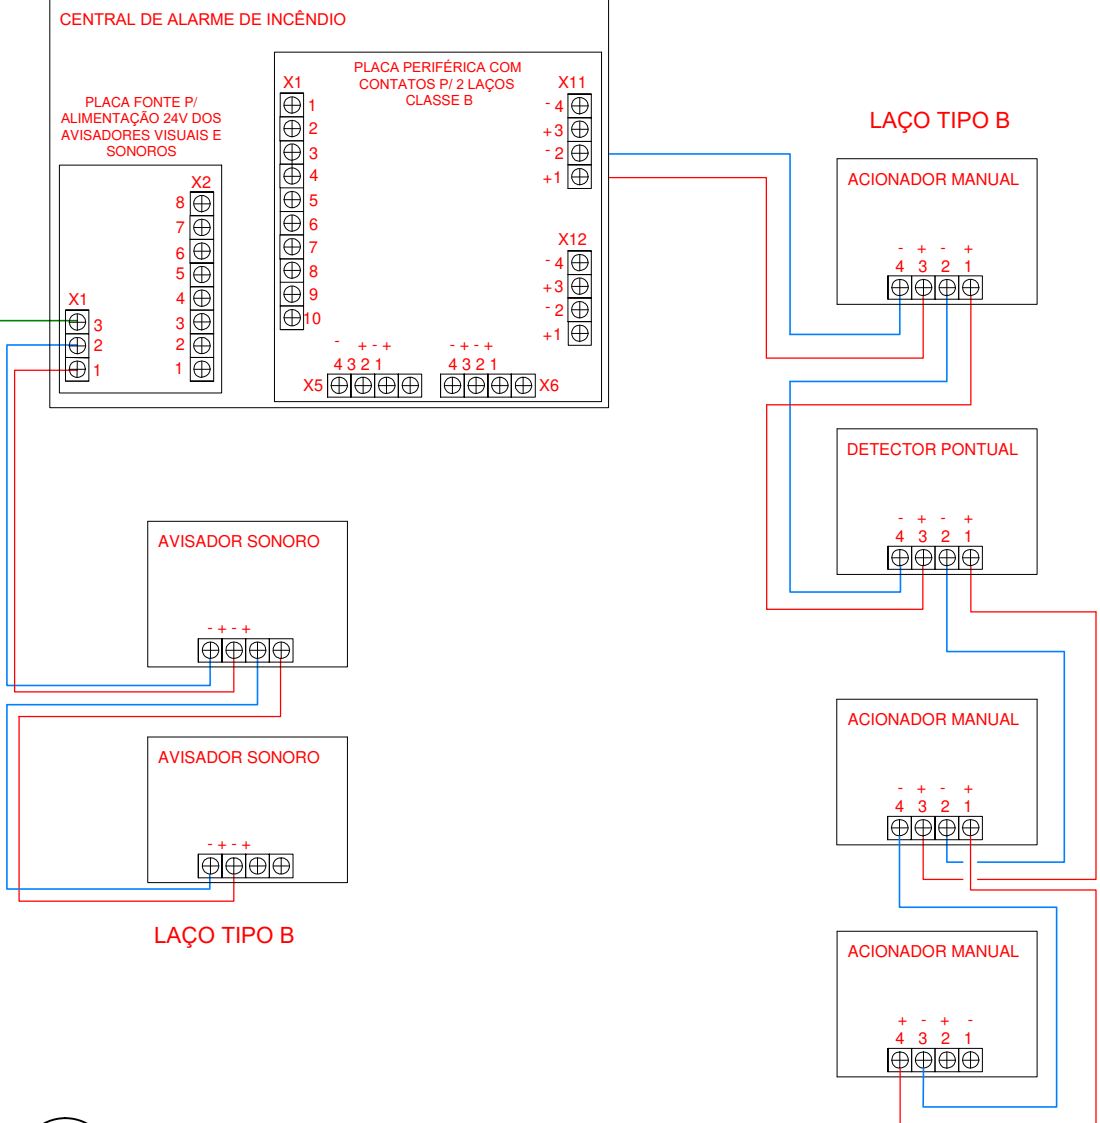 CENTRAL DE ALARME DE INCÊNDIO
PLACA FONTE P/
ALIMENTAÇÃO 24V DOS
AVISADORES VISUAIS E
SONOROS
X2
8
7
6
5
4
3
2
1
X1
3
2
1
PLACA PERIFÉRICA COM
CONTATOS P/ 2 LAÇOS
CLASSE B
X1
1
2
3
4
5
6
7
8
9
10
X11
- 4
+3
- 2
+1
X12
- 4
+3
- 2
+1
- + - +
4 3 2 1
X5
- + - +
4 3 2 1
X6
LAÇO TIPO B
ACIONADOR MANUAL
- + - +
4 3 2 1
DETECTOR PONTUAL
- + - +
4 3 2 1
ACIONADOR MANUAL
- + - +
4 3 2 1
ACIONADOR MANUAL
+ - + -
4 3 2 1
AVISADOR SONORO
- + - +
AVISADOR SONORO
- + - +
LAÇO TIPO B